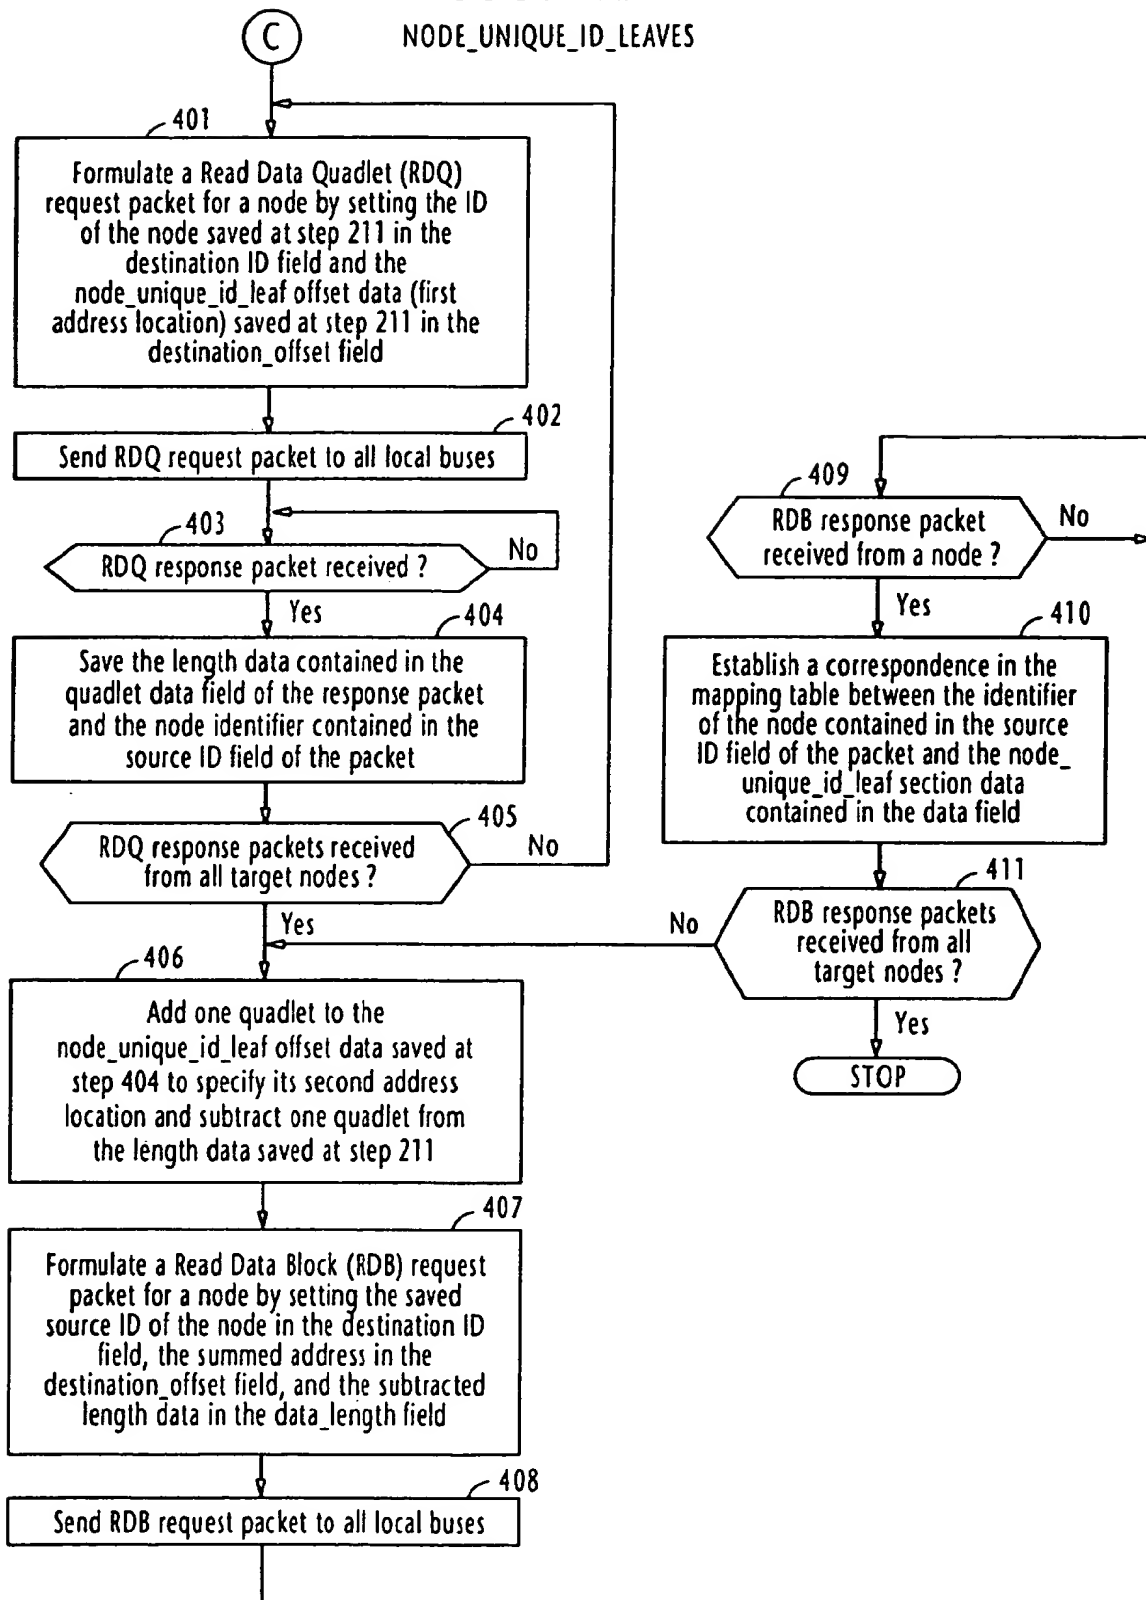 C
NODE_UNIQUE_ID_LEAVES
401
Formulate a Read Data Quadlet (RDQ)
request packet for a node by setting the ID
of the node saved at step 211 in the
destination ID field and the
node_unique_id_leaf offset data (first
address location) saved at step 211 in the
destination_offset field
402
Send RDQ request packet to all local buses
403
RDQ response packet received ?
No
Yes
404
Save the length data contained in the
quadlet data field of the response packet
and the node identifier contained in the
source ID field of the packet
405
RDQ response packets received
from all target nodes ?
No
Yes
406
Add one quadlet to the
node_unique_id_leaf offset data saved at
step 404 to specify its second address
location and subtract one quadlet from
the length data saved at step 211
407
Formulate a Read Data Block (RDB) request
packet for a node by setting the saved
source ID of the node in the destination ID
field, the summed address in the
destination_offset field, and the subtracted
length data in the data_length field
408
Send RDB request packet to all local buses
409
RDB response packet
received from a node ?
No
Yes
410
Establish a correspondence in the
mapping table between the identifier
of the node contained in the source
ID field of the packet and the node_
unique_id_leaf section data
contained in the data field
411
RDB response packets
received from all
target nodes ?
No
Yes
STOP